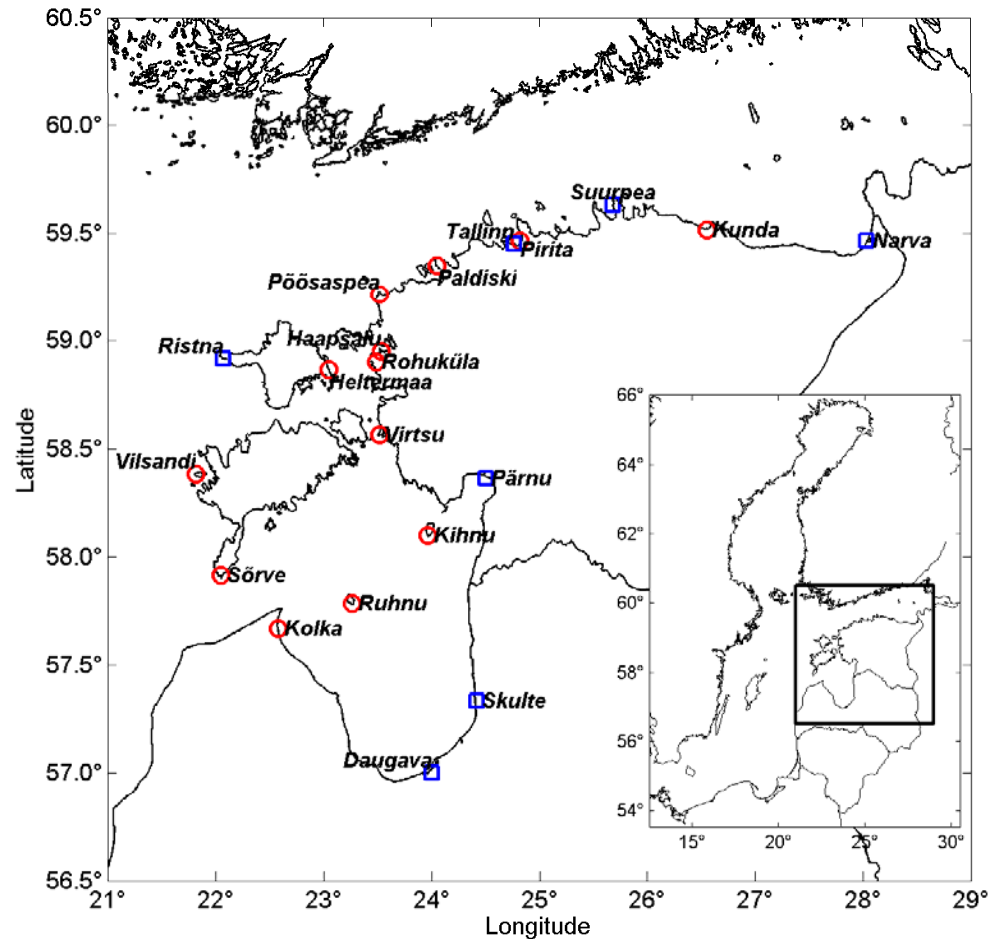 60.5°
60.0°
59.5°
59.0°
58.5°
58.0°
57.5°
57.0°
56.5°
Latitude
Suurpea
Tallinn
Pirita
Kunda
Narva
Pöösaspea
Paldiski
Haapsalu
Ristna
Rohuküla
Heltermaa
Virtsu
Vilsandi
Pärnu
Kihnu
Sõrve
Ruhnu
Kolka
Skulte
Daugava
66°
64°
62°
60°
58°
56°
54°
15° 20° 25° 30°
21° 22° 23° 24° 25° 26° 27° 28° 29°
Longitude